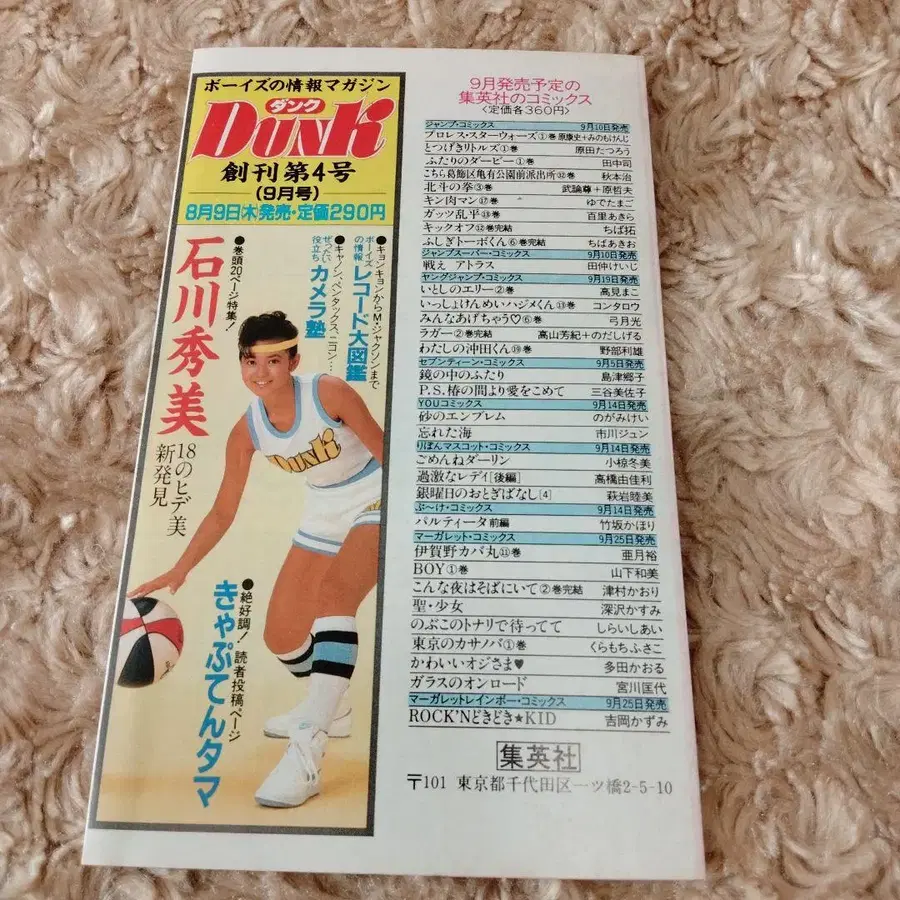 ボーイズの情報マガジン
ダンク
Dunk
創刊第4号
(9月号)
8月9日(木)発売・定価290円
●キョンキョンからM・ジャクソンまで
ボーイズの情報 レコード大図鑑
●キャノン、ペンタックス、ニコン…
ぜったい役立ち カメラ塾
●巻頭20ページ特集!
石川秀美
18のヒデ美
新発見
Dunk
●絶好調!読者投稿ページ
きゃぷてんタマ
9月発売予定の
集英社のコミックス
〈定価各360円〉
ジャンプ・コミックス 9月10日発売
プロレス・スターウォーズ①巻 原康史+みのもけんじ
とつげきリトルズ①巻 原田たつろう
ふたりのダービー①巻 田中司
こちら葛飾区亀有公園前派出所㉜巻 秋本治
北斗の拳③巻 武論尊+原哲夫
キン肉マン⑰巻 ゆでたまご
ガッツ乱平⑬巻 百里あきら
キックオフ⑫巻完結 ちば拓
ふしぎトーボくん⑥巻完結 ちばあきお
ジャンプスーパー・コミックス 9月10日発売
戦え アトラス 田仲けいじ
ヤングジャンプ・コミックス 9月19日発売
いとしのエリー②巻 高見まこ
いっしょけんめいハジメくん⑬巻 コンタロウ
みんなあげちゃう♡⑥巻 弓月光
ラガー②巻完結 高山芳紀+のだしげる
わたしの沖田くん⑩巻 野部利雄
セブンティーン・コミックス 9月5日発売
鏡の中のふたり 島津郷子
P.S.椿の間より愛をこめて 三谷美佐子
YOUコミックス 9月14日発売
砂のエンブレム のがみけい
忘れた海 市川ジュン
りぼんマスコット・コミックス 9月14日発売
ごめんねダーリン 小椋冬美
過激なレディ[後編] 高橋由佳利
銀曜日のおとぎばなし[4] 萩岩睦美
ぶ〜け・コミックス 9月14日発売
パルティータ前編 竹坂かほり
マーガレット・コミックス 9月25日発売
伊賀野カバ丸⑪巻 亜月裕
BOY①巻 山下和美
こんな夜はそばにいて②巻完結 津村かおり
聖・少女 深沢かすみ
のぶこのトナリで待ってて しらいしあい
東京のカサノバ①巻 くらもちふさこ
かわいいオジさま♥ 多田かおる
ガラスのオンロード 宮川匡代
マーガレットレインボー・コミックス 9月25日発売
ROCK'Nどきどき★KID 吉岡かずみ
集英社
〒101 東京都千代田区一ツ橋2-5-10